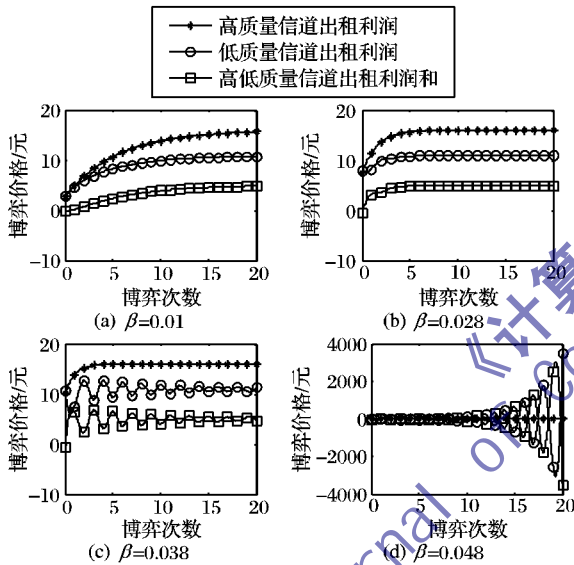 高质量信道出租利润
低质量信道出租利润
高低质量信道出租利润和
20
10
0
-10
博弈价格/元
0 5 10 15 20
博弈次数
(a) β=0.01
20
10
0
-10
博弈价格/元
0 5 10 15 20
博弈次数
(b) β=0.028
20
10
0
-10
博弈价格/元
0 5 10 15 20
博弈次数
(c) β=0.038
4000
2000
0
-2000
-4000
博弈价格/元
0 5 10 15 20
博弈次数
(d) β=0.048
《计算
rnal of Co